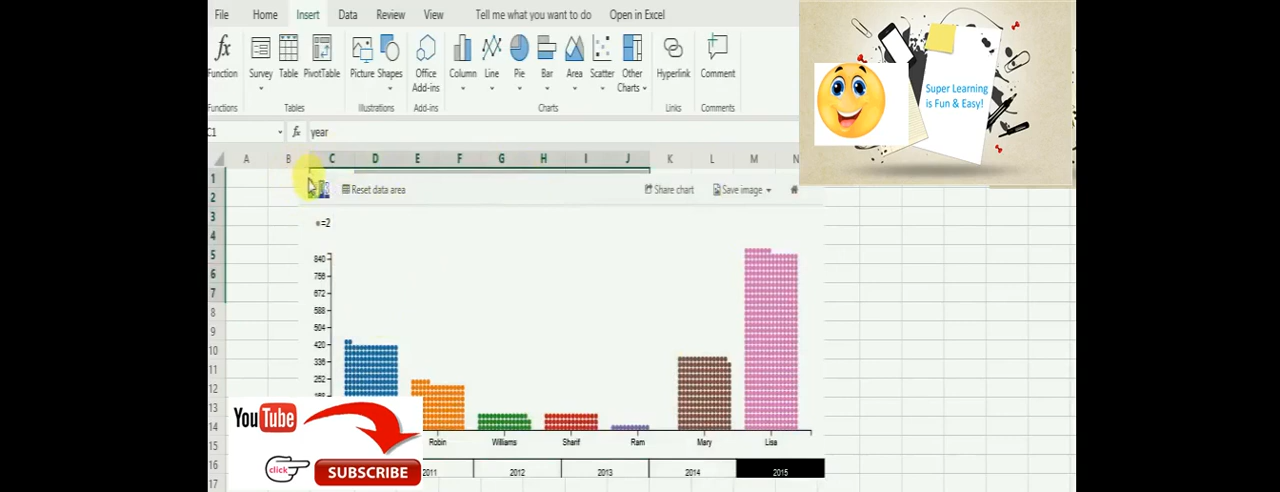 File Home Insert Data Review View Tell me what you want to do Open in Excel
Function Survey Table PivotTable Picture Shapes Office Add-ins Column Line Pie Bar Area Scatter Other Charts Hyperlink Comment
Functions Tables Illustrations Add-ins Charts Links Comments
Super Learning
is Fun & Easy!
C1 fx year
A B C D E F G H I J K L M N
1
2
3
4
5
6
7
8
9
10
11
12
13
14
15
16
17
Reset data area Share chart Save image
=2
840
756
672
588
504
420
336
252
168
Robin Williams Sharif Ram Mary Lisa
2011 2012 2013 2014 2015
YouTube
click SUBSCRIBE